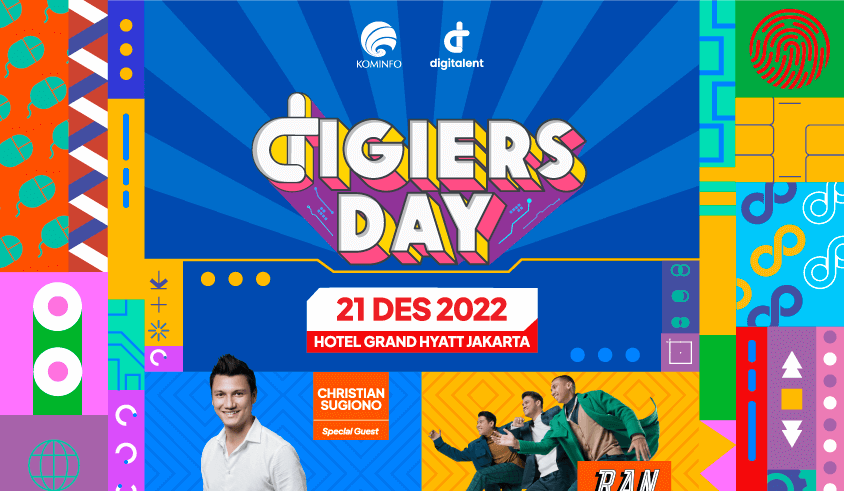 KOMINFO
digitalent
DIGIERS
DAY
21 DES 2022
HOTEL GRAND HYATT JAKARTA
CHRISTIAN
SUGIONO
Special Guest
RAN